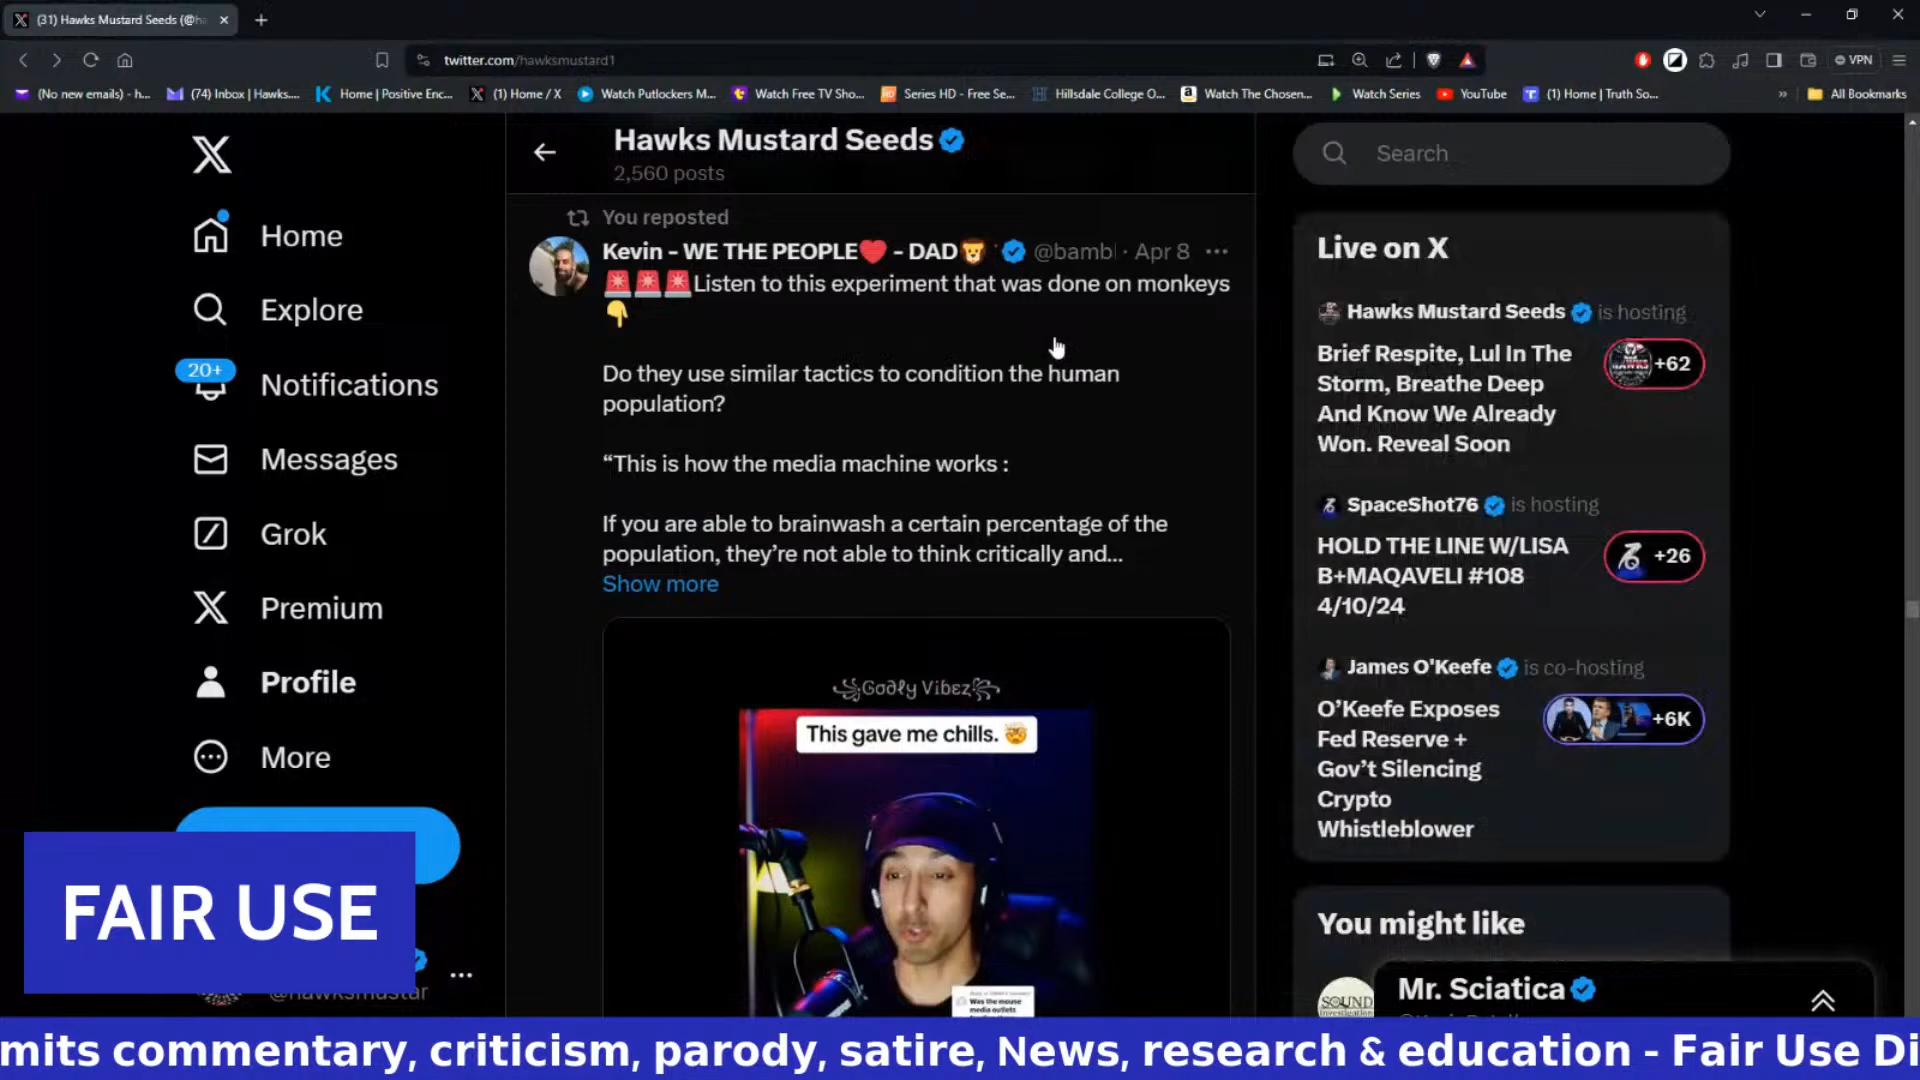 (31) Hawks Mustard Seeds (@h
twitter.com/hawksmustard1
VPN
(No new emails) - h...
(74) Inbox | Hawks....
Home | Positive Enc...
(1) Home / X
Watch Putlockers M...
Watch Free TV Sho...
Series HD - Free Se...
Hillsdale College O...
Watch The Chosen...
Watch Series
YouTube
(1) Home | Truth So...
All Bookmarks
Home
Explore
20+
Notifications
Messages
Grok
Premium
Profile
More
@hawksmustar
Hawks Mustard Seeds
2,560 posts
You reposted
Kevin - WE THE PEOPLE❤️ - DAD🦁 @bambl · Apr 8
🚨🚨🚨Listen to this experiment that was done on monkeys
👇
Do they use similar tactics to condition the human
population?
“This is how the media machine works :
If you are able to brainwash a certain percentage of the
population, they’re not able to think critically and...
Show more
Godly Vibez
This gave me chills. 🤯
Was the mouse
media outlets
Search
Live on X
Hawks Mustard Seeds is hosting
Brief Respite, Lul In The
Storm, Breathe Deep
And Know We Already
Won. Reveal Soon
+62
SpaceShot76 is hosting
HOLD THE LINE W/LISA
B+MAQAVELI #108
4/10/24
+26
James O'Keefe is co-hosting
O’Keefe Exposes
Fed Reserve +
Gov’t Silencing
Crypto
Whistleblower
+6K
You might like
SOUND
Mr. Sciatica
FAIR USE
mits commentary, criticism, parody, satire, News, research & education - Fair Use Di